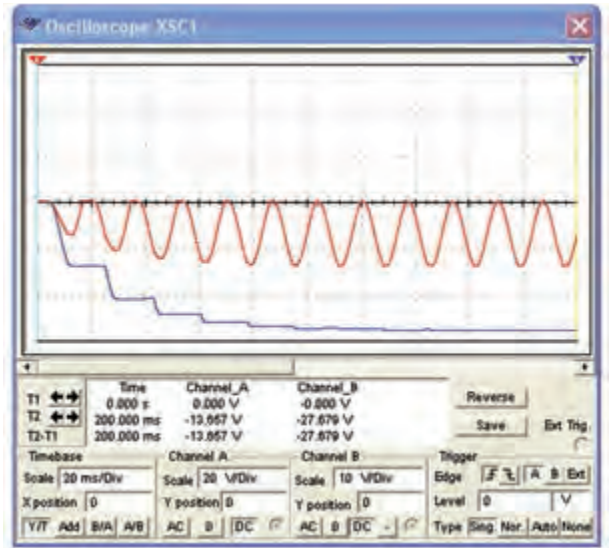 Oscilloscope XSC1
Time Channel_A Channel_B
T1 0.000 s 0.000 V -0.000 V
T2 200.000 ms -13.657 V -27.679 V
T2-T1 200.000 ms -13.657 V -27.679 V
Reverse
Save
Ext Trig
Timebase
Scale 20 ms/Div
X position 0
Y/T Add B/A A/B
Channel A
Scale 20 V/Div
Y position 0
AC 0 DC
Channel B
Scale 10 V/Div
Y position 0
AC 0 DC -
Trigger
Edge A B Ext
Level 0 V
Type Sing. Nor. Auto None